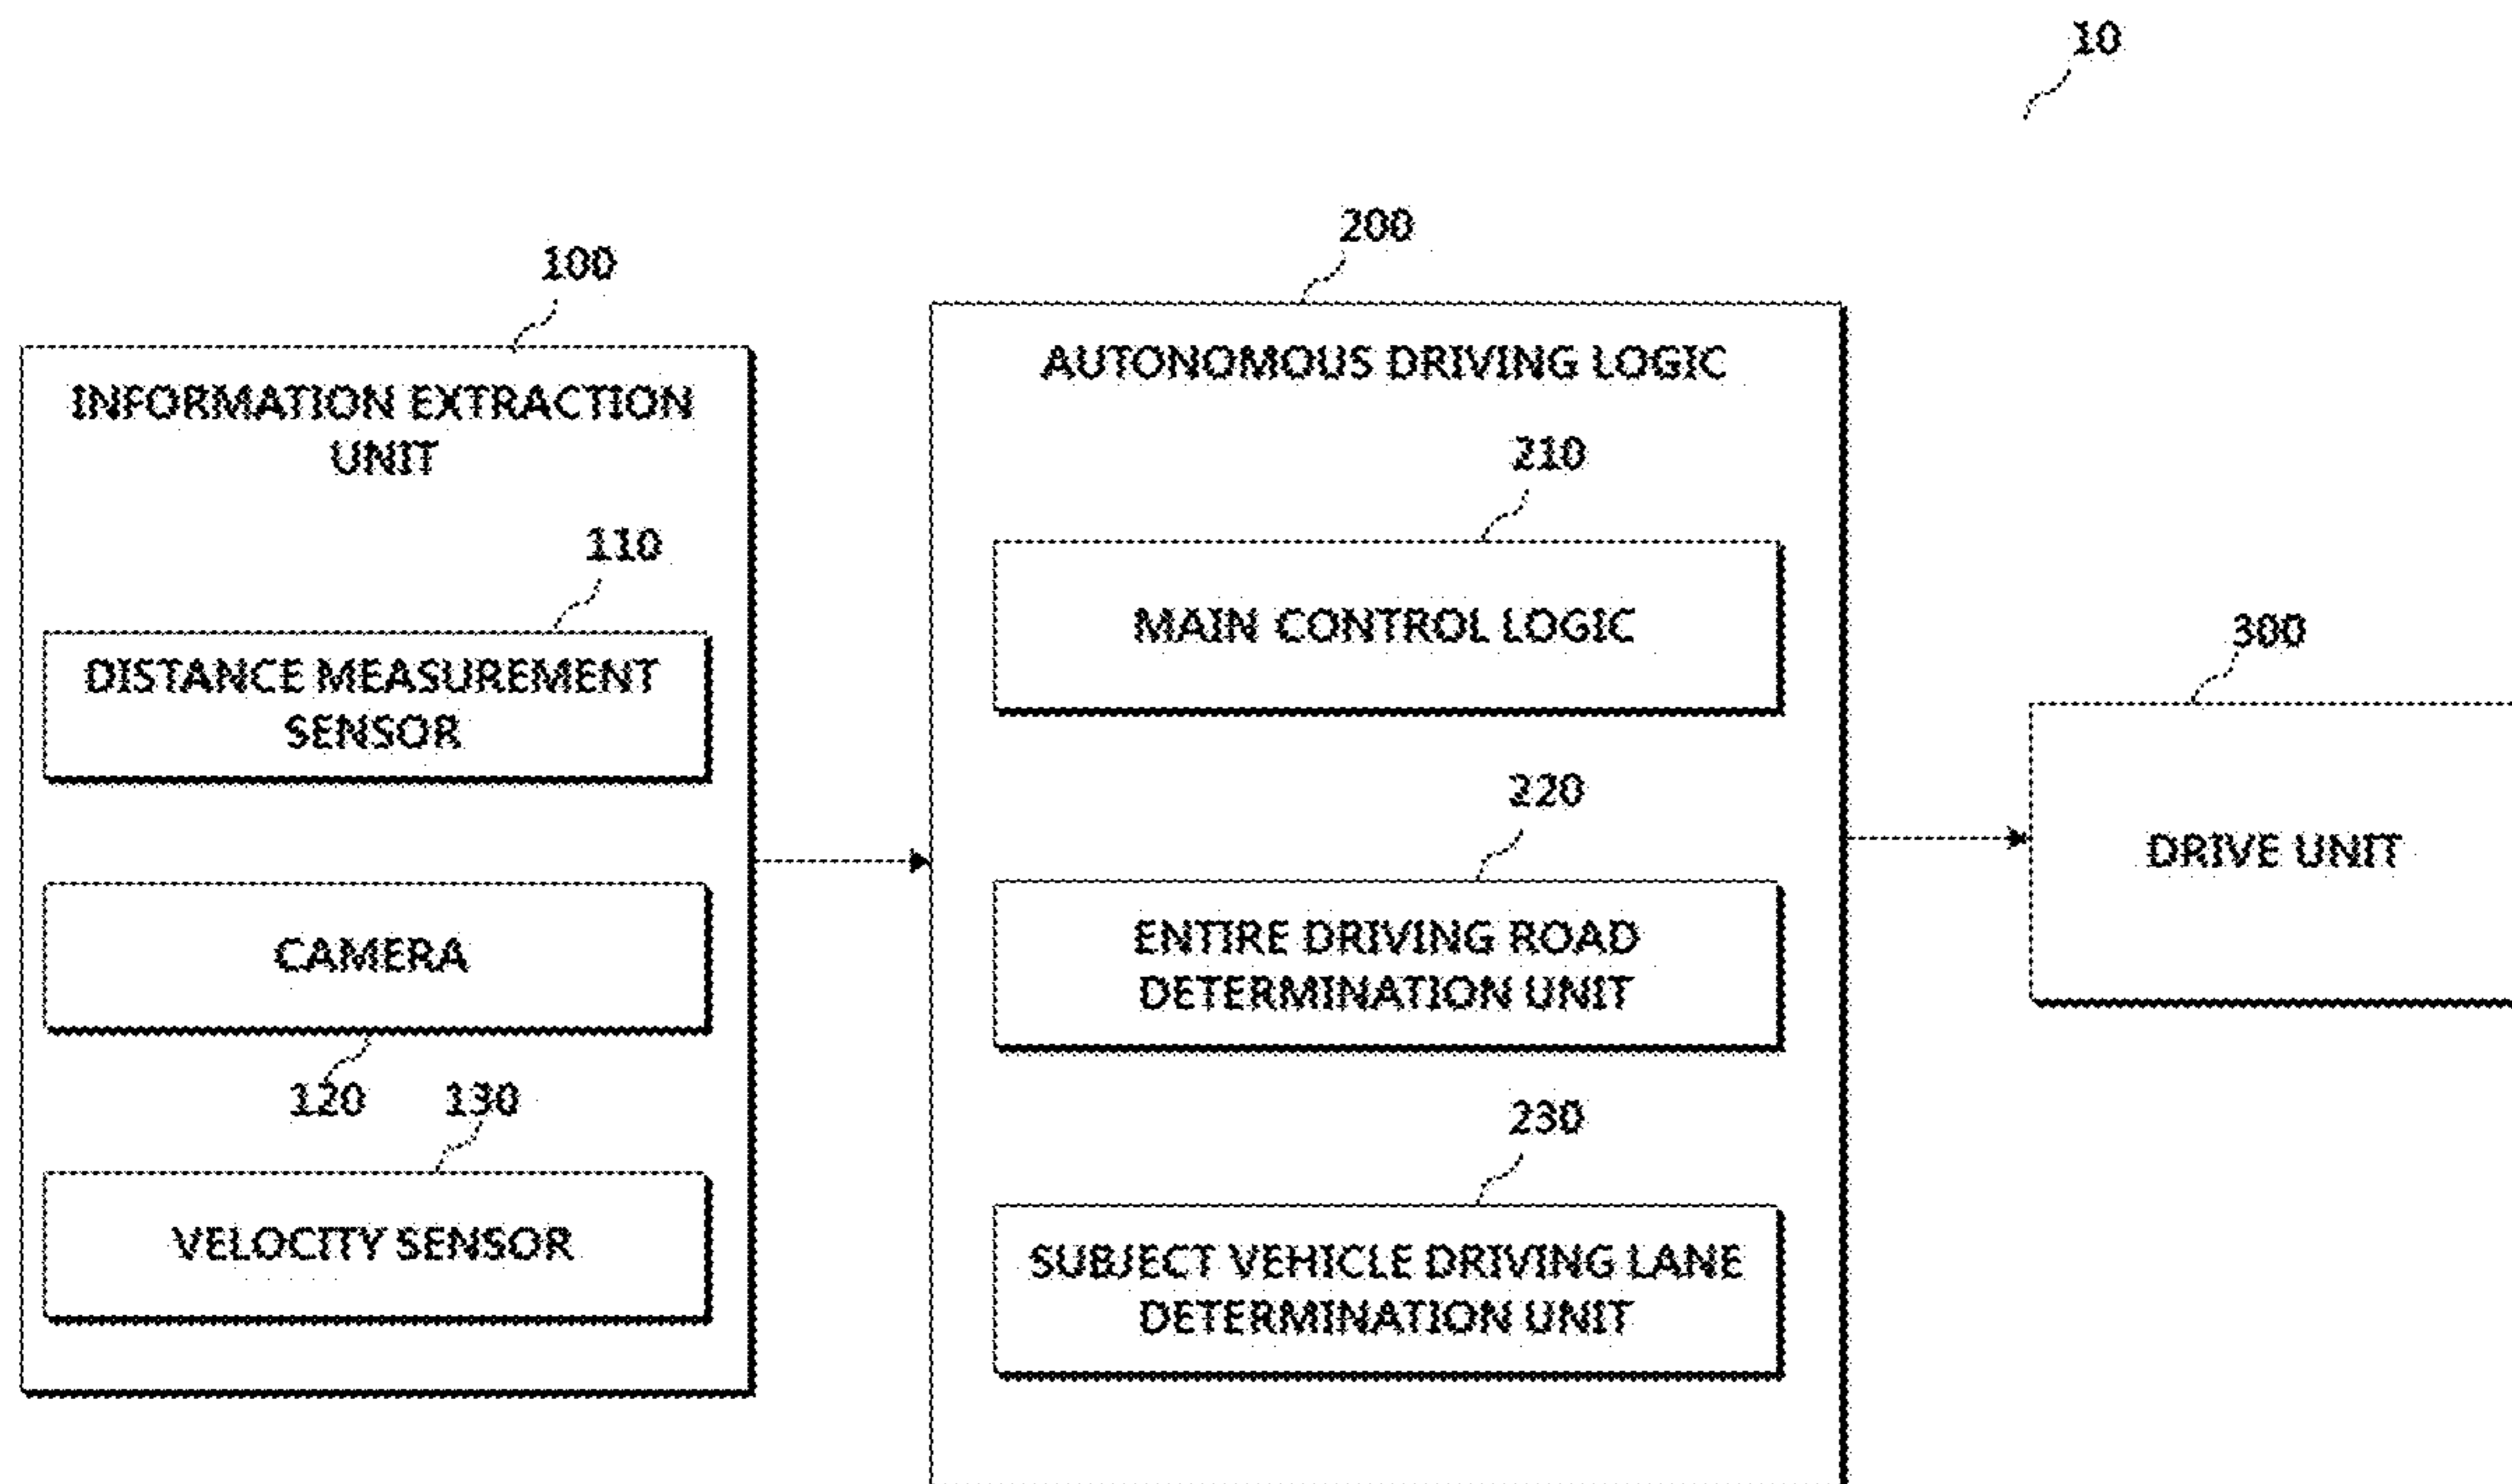 10
100
INFORMATION EXTRACTION
UNIT
110
DISTANCE MEASUREMENT
SENSOR
CAMERA
120
130
VELOCITY SENSOR
200
AUTONOMOUS DRIVING LOGIC
210
MAIN CONTROL LOGIC
220
ENTIRE DRIVING ROAD
DETERMINATION UNIT
230
SUBJECT VEHICLE DRIVING LANE
DETERMINATION UNIT
300
DRIVE UNIT